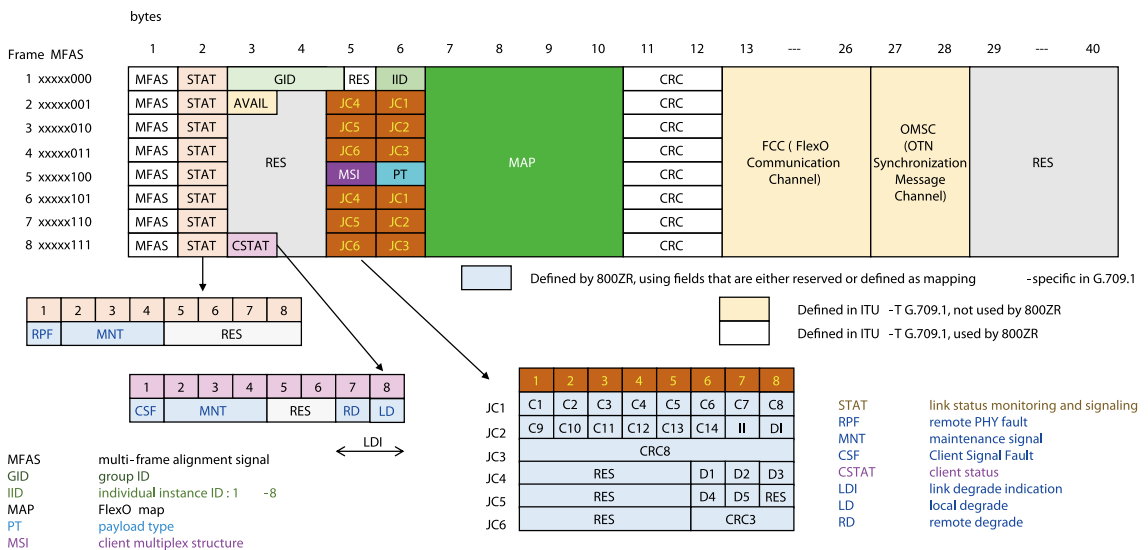 bytes
Frame MFAS 1 2 3 4 5 6 7 8 9 10 11 12 13 --- 26 27 28 29 --- 40
1 xxxxx000 MFAS STAT GID RES IID CRC
2 xxxxx001 MFAS STAT AVAIL JC4 JC1 CRC
3 xxxxx010 MFAS STAT JC5 JC2 CRC
4 xxxxx011 MFAS STAT RES JC6 JC3 MAP CRC FCC ( FlexO Communication Channel) OMSC (OTN Synchronization Message Channel) RES
5 xxxxx100 MFAS STAT MSI PT CRC
6 xxxxx101 MFAS STAT JC4 JC1 CRC
7 xxxxx110 MFAS STAT JC5 JC2 CRC
8 xxxxx111 MFAS STAT CSTAT JC6 JC3 CRC
Defined by 800ZR, using fields that are either reserved or defined as mapping -specific in G.709.1
Defined in ITU -T G.709.1, not used by 800ZR
Defined in ITU -T G.709.1, used by 800ZR
1 2 3 4 5 6 7 8
RPF MNT RES
1 2 3 4 5 6 7 8
CSF MNT RES RD LD
LDI
1 2 3 4 5 6 7 8
JC1 C1 C2 C3 C4 C5 C6 C7 C8
JC2 C9 C10 C11 C12 C13 C14 II DI
JC3 CRC8
JC4 RES D1 D2 D3
JC5 RES D4 D5 RES
JC6 RES CRC3
MFAS multi-frame alignment signal
GID group ID
IID individual instance ID : 1 -8
MAP FlexO map
PT payload type
MSI client multiplex structure
STAT link status monitoring and signaling
RPF remote PHY fault
MNT maintenance signal
CSF Client Signal Fault
CSTAT client status
LDI link degrade indication
LD local degrade
RD remote degrade